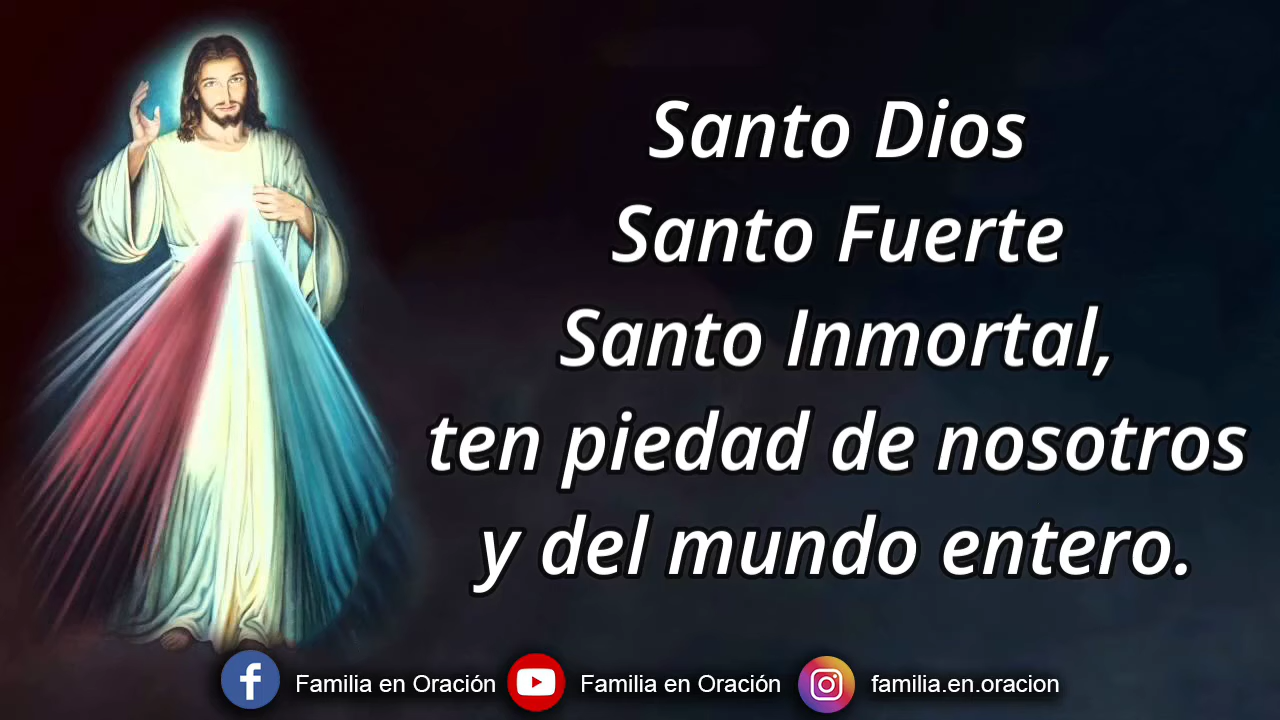 Santo Dios
Santo Fuerte
Santo Inmortal,
ten piedad de nosotros
y del mundo entero.
Familia en Oración Familia en Oración familia.en.oracion